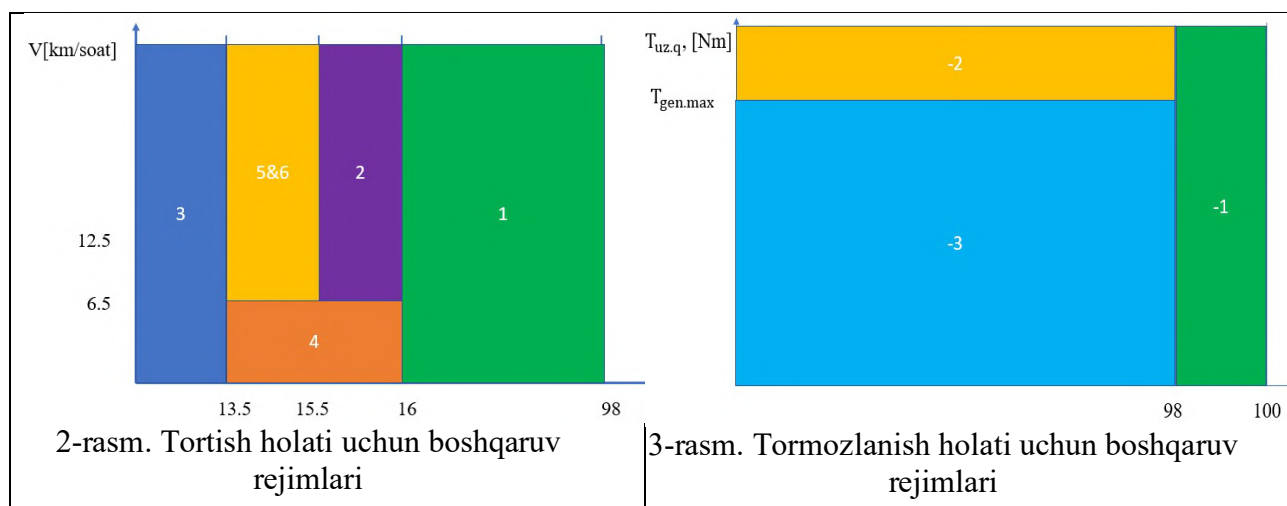 V[km/soat]
12.5
6.5
3
5&6
2
1
4
13.5 15.5 16 98
2-rasm. Tortish holati uchun boshqaruv
rejimlari
Tuz.q, [Nm]
Tgen.max
-2
-3
-1
98 100
3-rasm. Tormozlanish holati uchun boshqaruv
rejimlari